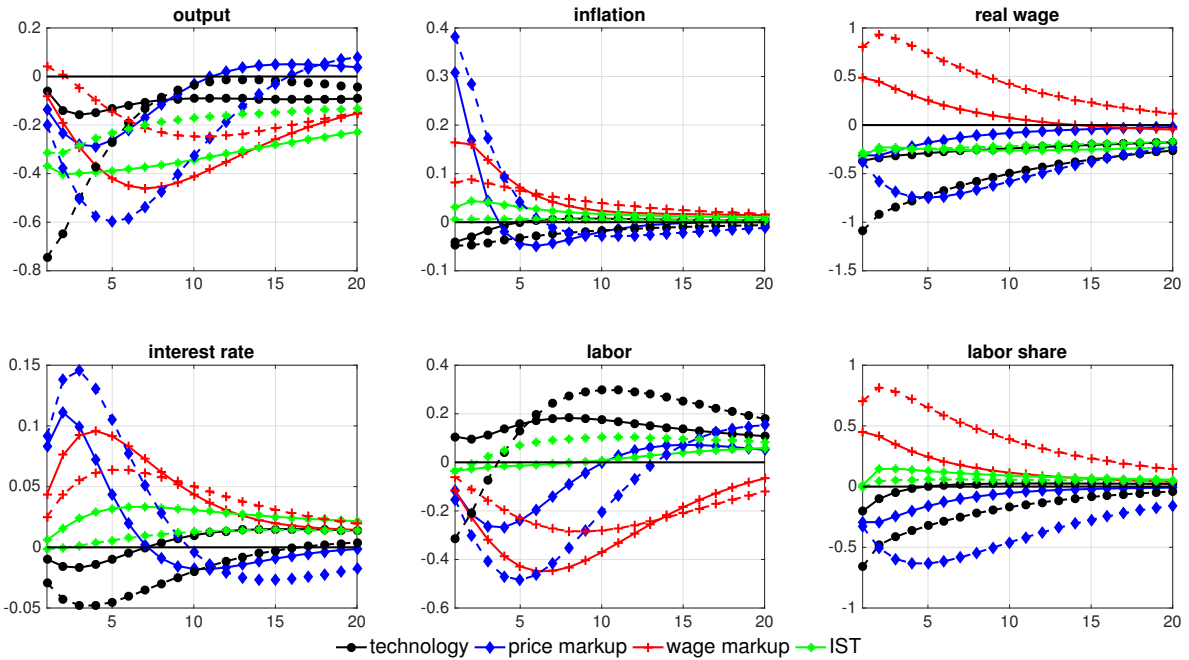 output
inflation
real wage
0.2
0
-0.2
-0.4
-0.6
-0.8
5 10 15 20
0.4
0.3
0.2
0.1
0
-0.1
5 10 15 20
1
0.5
0
-0.5
-1
-1.5
5 10 15 20
interest rate
labor
labor share
0.15
0.1
0.05
0
-0.05
5 10 15 20
0.4
0.2
0
-0.2
-0.4
-0.6
5 10 15 20
1
0.5
0
-0.5
-1
5 10 15 20
technology price markup wage markup IST